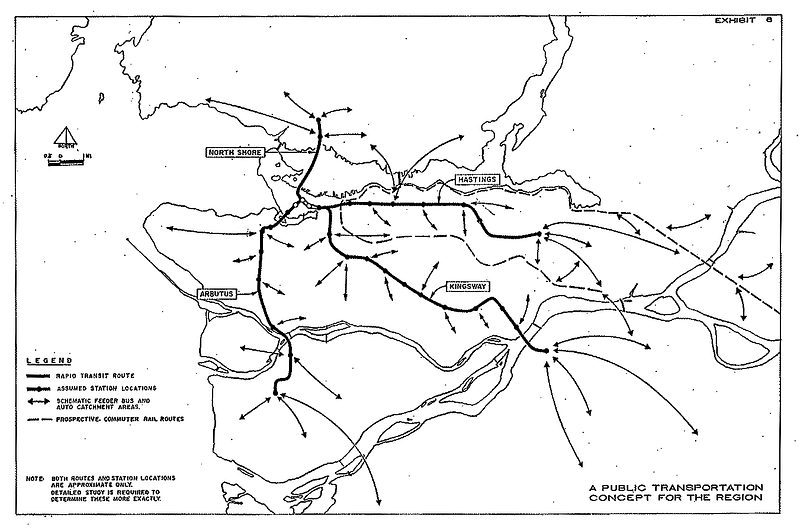 EXHIBIT 6
NORTH
0.5 0 1 MI.
NORTH SHORE
HASTINGS
ARBUTUS
KINGSWAY
LEGEND
RAPID TRANSIT ROUTE
ASSUMED STATION LOCATIONS
SCHEMATIC FEEDER BUS AND
AUTO CATCHMENT AREAS.
PROSPECTIVE COMMUTER RAIL ROUTES
NOTE: BOTH ROUTES AND STATION LOCATIONS
ARE APPROXIMATE ONLY.
DETAILED STUDY IS REQUIRED TO
DETERMINE THESE MORE EXACTLY.
A PUBLIC TRANSPORTATION
CONCEPT FOR THE REGION